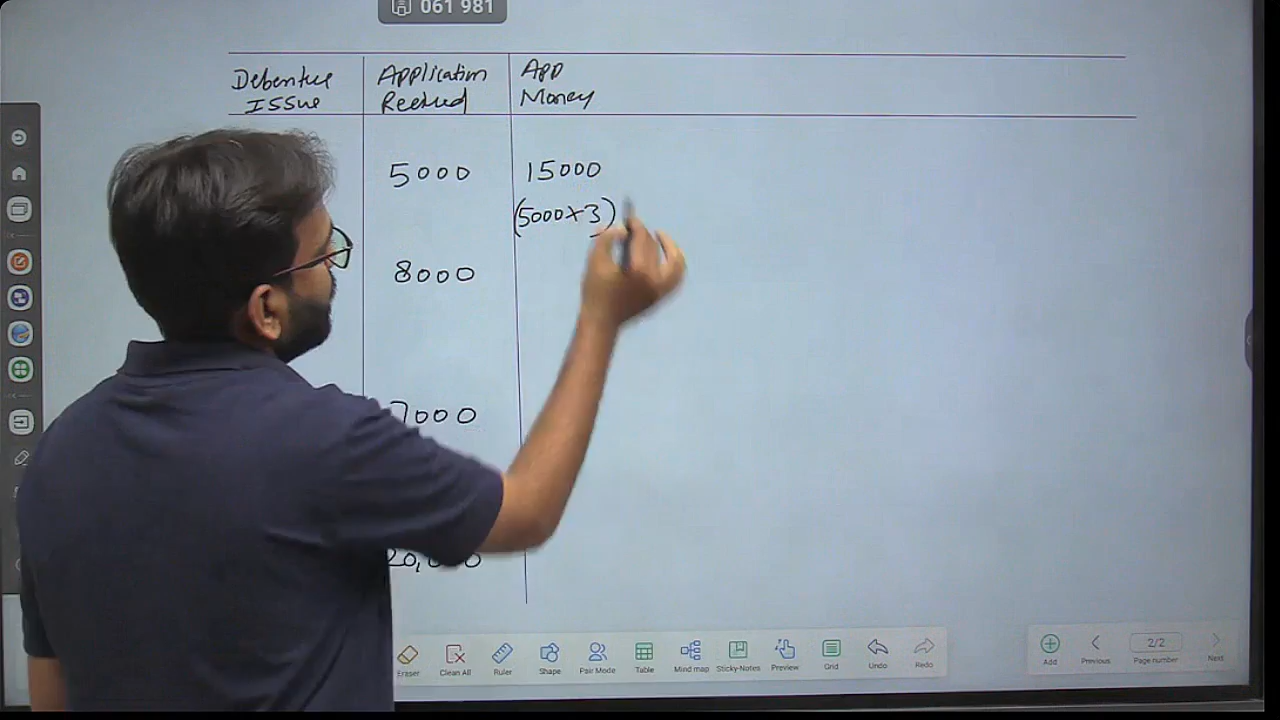 061 981
Debenture Application App
Issue Received Money
5000 15000
(5000×3)
8000
7000
Eraser Clean All Ruler Shape Pair Mode Table Mind map Sticky-Notes Preview Grid Undo Redo
Add Previous 2/2 Page number Next